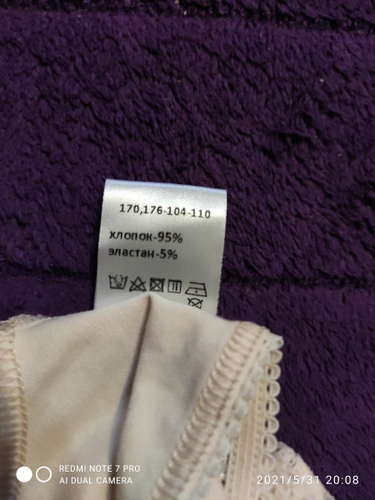 170,176-104-110
хлопок-95%
эластан-5%
REDMI NOTE 7 PRO
AI DUAL CAMERA
2021/5/31 20:08